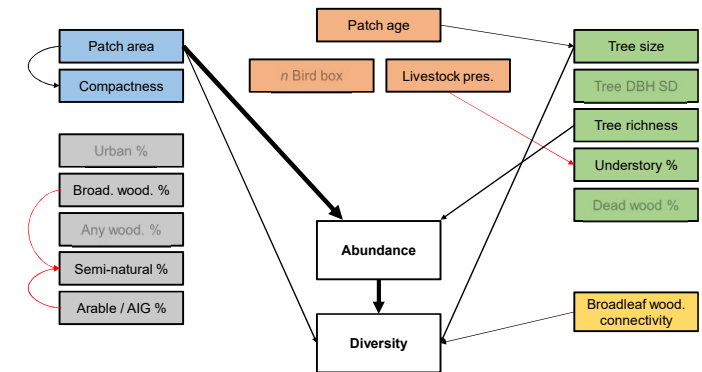 Patch area
Compactness
Urban %
Broad. wood. %
Any wood. %
Semi-natural %
Arable / AIG %
Patch age
n Bird box
Livestock pres.
Abundance
Diversity
Tree size
Tree DBH SD
Tree richness
Understory %
Dead wood %
Broadleaf wood.
connectivity